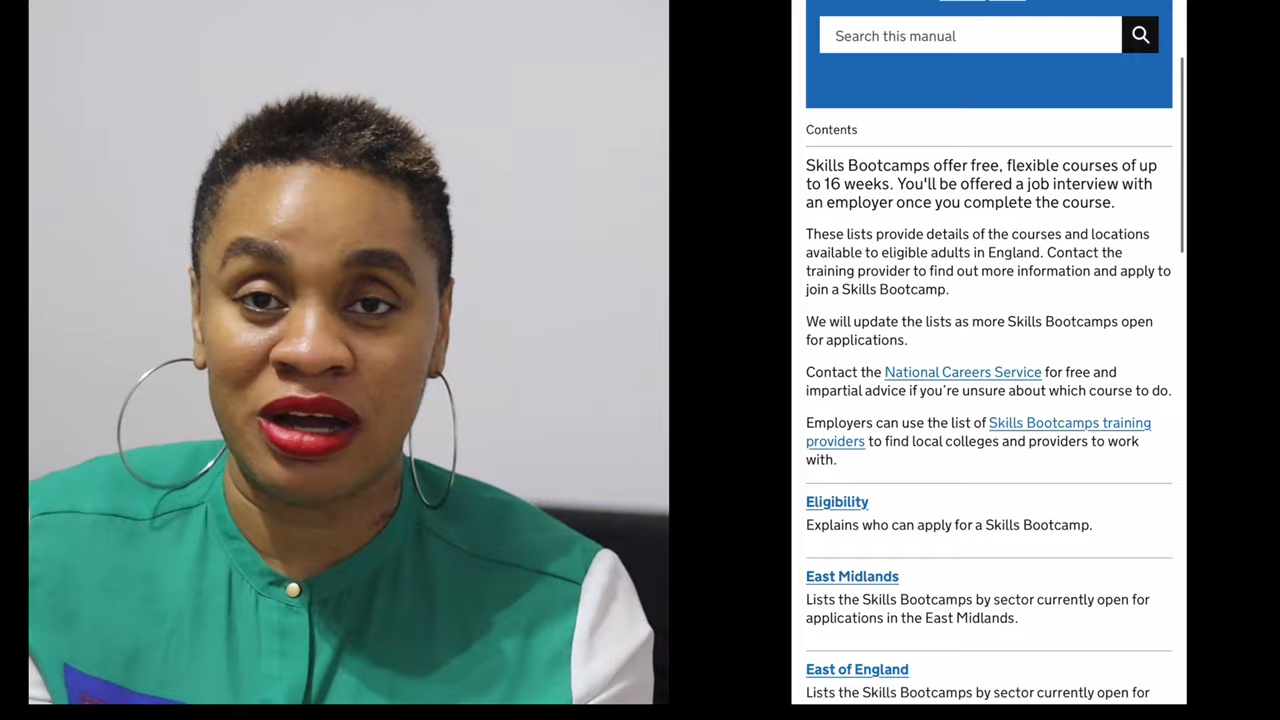 Search this manual
Contents
Skills Bootcamps offer free, flexible courses of up
to 16 weeks. You'll be offered a job interview with
an employer once you complete the course.
These lists provide details of the courses and locations
available to eligible adults in England. Contact the
training provider to find out more information and apply to
join a Skills Bootcamp.
We will update the lists as more Skills Bootcamps open
for applications.
Contact the National Careers Service for free and
impartial advice if you’re unsure about which course to do.
Employers can use the list of Skills Bootcamps training
providers to find local colleges and providers to work
with.
Eligibility
Explains who can apply for a Skills Bootcamp.
East Midlands
Lists the Skills Bootcamps by sector currently open for
applications in the East Midlands.
East of England
Lists the Skills Bootcamps by sector currently open for